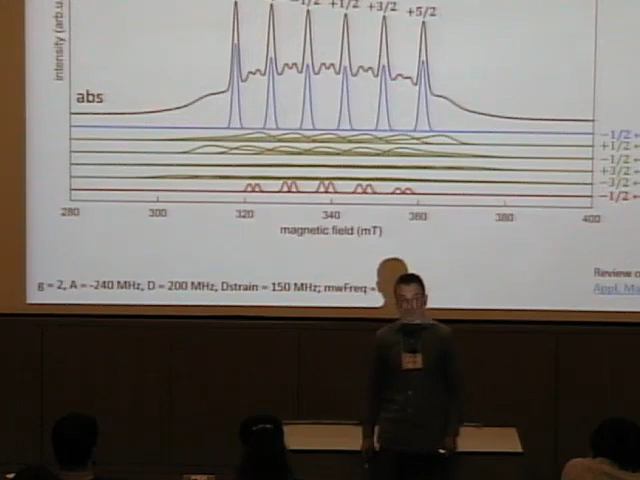 −1/2 +1/2 +3/2 +5/2
intensity (arb.u.
abs
−1/2 ←
+1/2 ←
−1/2 ←
+3/2 ←
−3/2 ←
−1/2 ←
280 300 320 340 360 380 400
magnetic field (mT)
Review o
g = 2, A = -240 MHz, D = 200 MHz, Dstrain = 150 MHz; mwFreq =
Appl. Ma